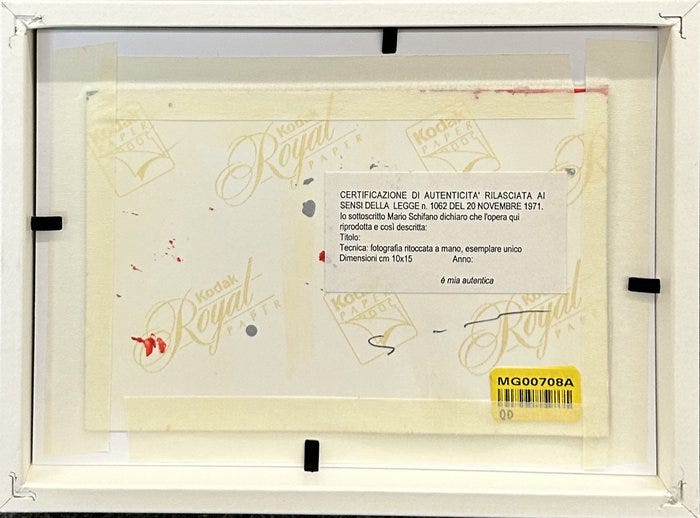 Kodak
PAPER
Kodak
Royal
PAPER
Kodak
PAPER
CERTIFICAZIONE DI AUTENTICITA' RILASCIATA AI
SENSI DELLA LEGGE n. 1062 DEL 20 NOVEMBRE 1971.
Io sottoscritto Mario Schifano dichiaro che l'opera qui
riprodotta e così descritta:
Titolo:
Tecnica: fotografia ritoccata a mano, esemplare unico
Dimensioni cm 10x15 Anno:
é mia autentica
Kodak
Royal
PAPER
PAPER
Royal
PAPER
MG00708A
QD